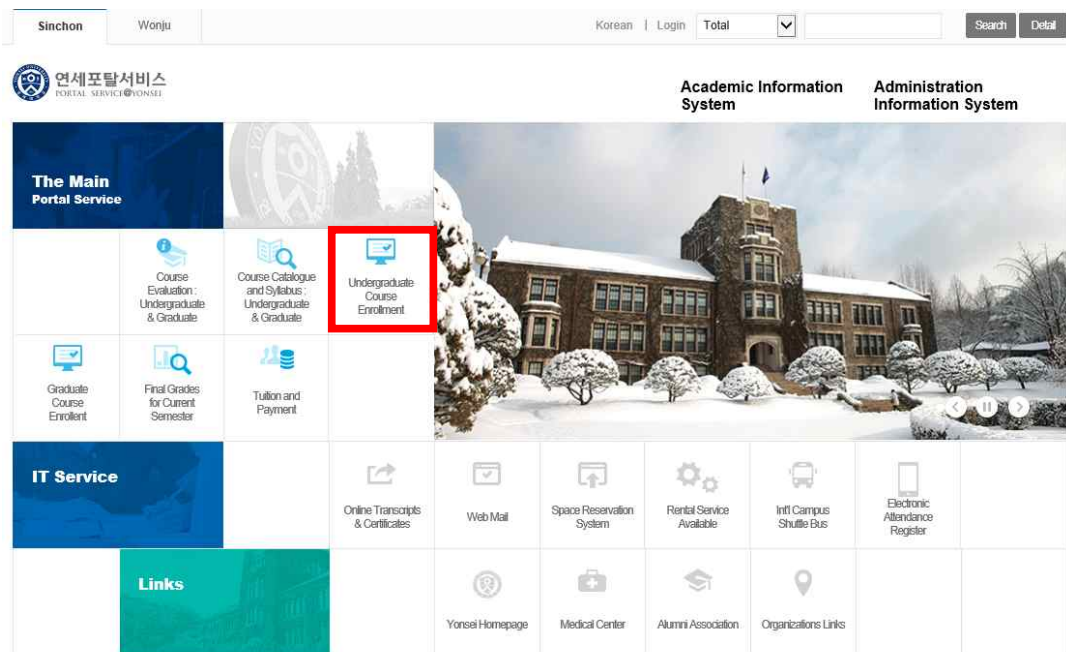 Sinchon
Wonju
Korean | Login
Total
Search
Detail
연세포탈서비스
PORTAL SERVICE@YONSEI
Academic Information
System
Administration
Information System
The Main
Portal Service
Course
Evaluation :
Undergraduate
& Graduate
Course Catalogue
and Syllabus :
Undergraduate
& Graduate
Undergraduate
Course
Enrollment
Graduate
Course
Enrollent
Final Grades
for Current
Semester
Tuition and
Payment
IT Service
Online Transcripts
& Certificates
Web Mail
Space Reservation
System
Rental Service
Available
Int'l Campus
Shuttle Bus
Electronic
Attendance
Register
Links
Yonsei Homepage
Medical Center
Alumni Association
Organizations Links